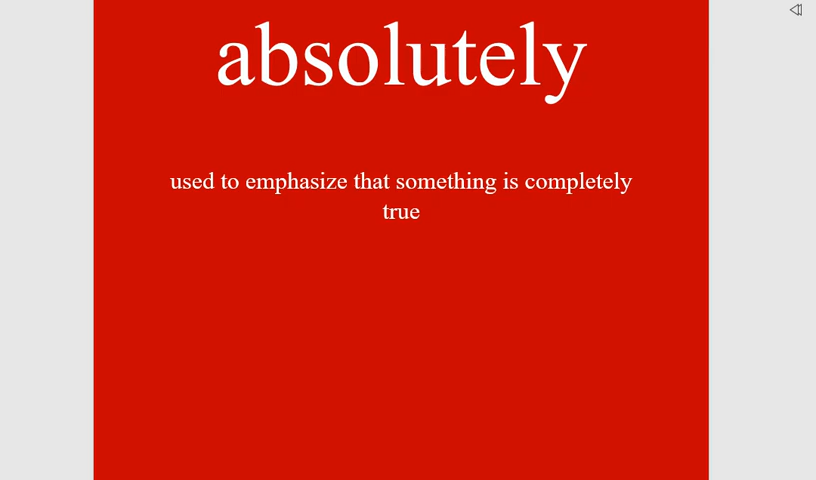 absolutely
used to emphasize that something is completely
true